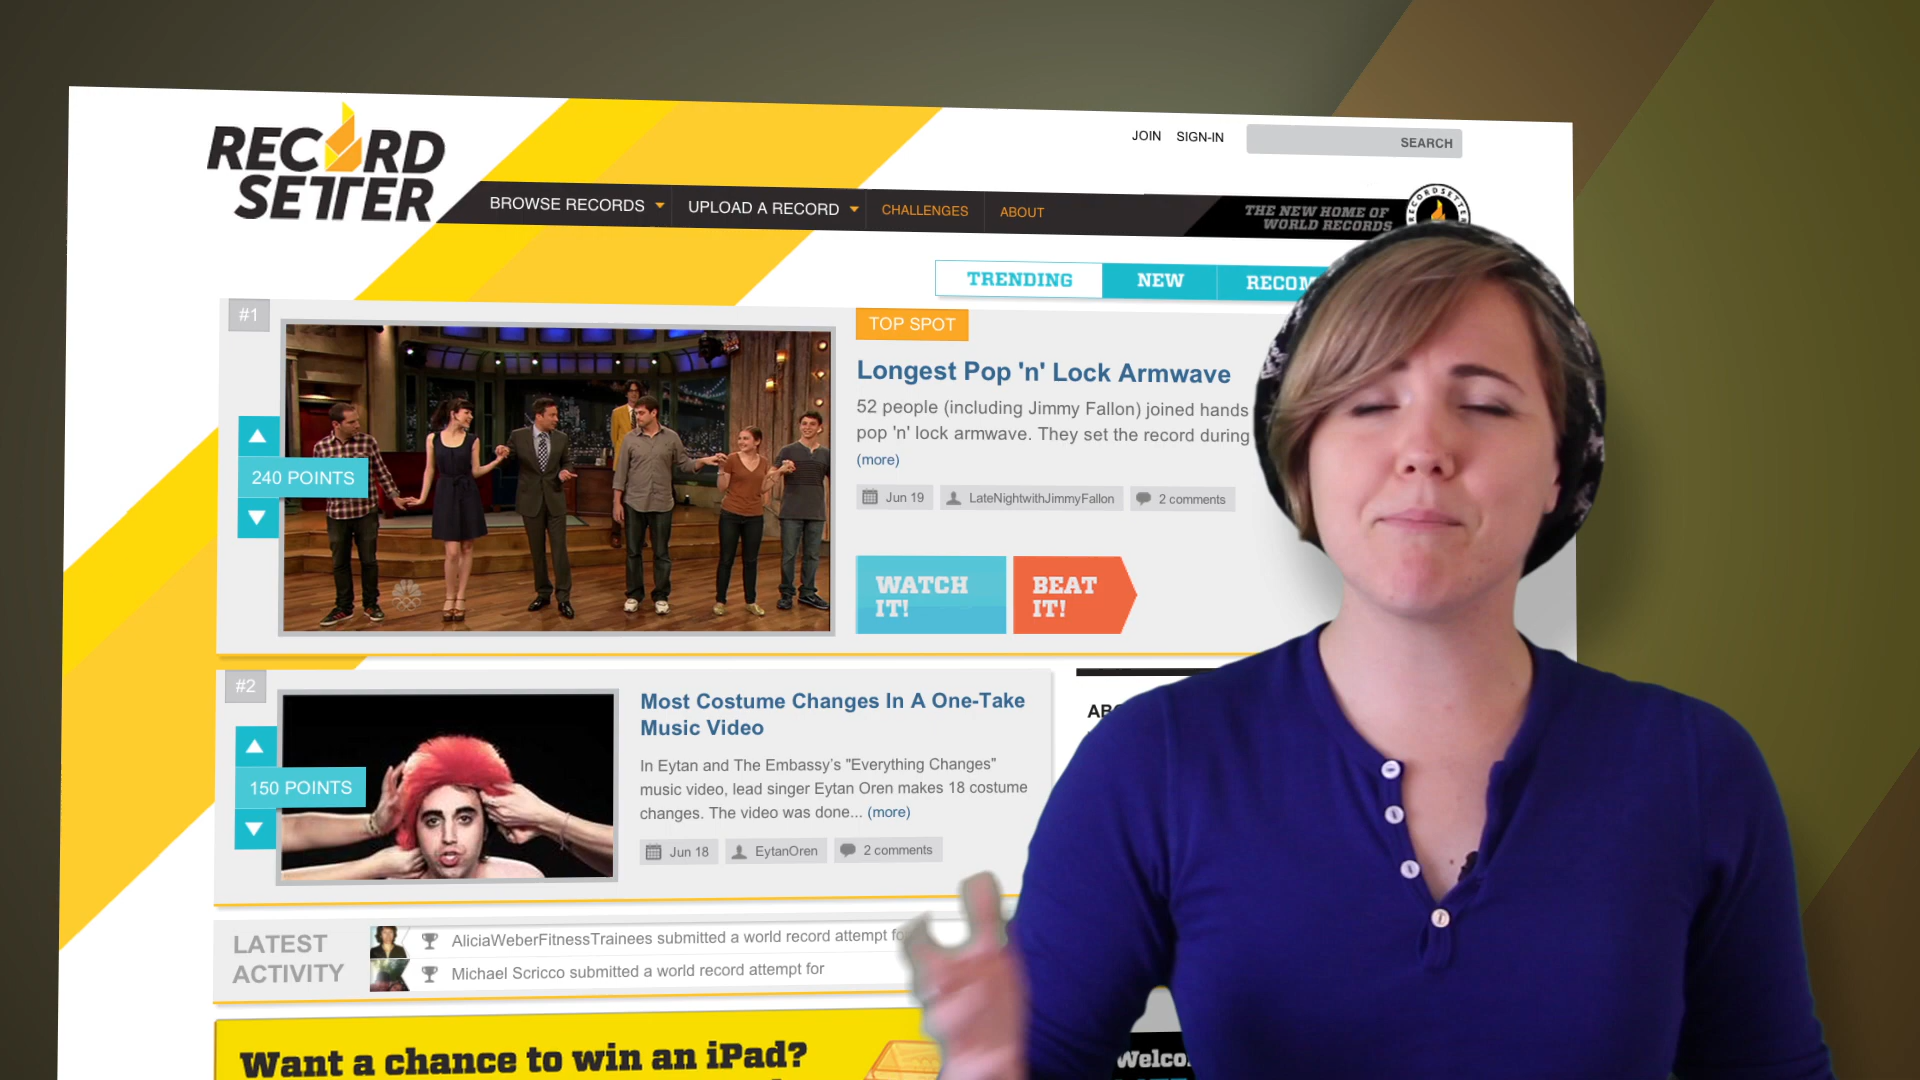 RECORD
SETTER
JOIN
SIGN-IN
SEARCH
BROWSE RECORDS
UPLOAD A RECORD
CHALLENGES
ABOUT
THE NEW HOME OF
WORLD RECORDS
RECORDSETTER
TRENDING
NEW
RECOM
#1
240 POINTS
TOP SPOT
Longest Pop 'n' Lock Armwave
52 people (including Jimmy Fallon) joined hands
pop 'n' lock armwave. They set the record during
(more)
Jun 19
LateNightwithJimmyFallon
2 comments
WATCH
IT!
BEAT
IT!
#2
150 POINTS
Most Costume Changes In A One-Take
Music Video
In Eytan and The Embassy's "Everything Changes"
music video, lead singer Eytan Oren makes 18 costume
changes. The video was done... (more)
Jun 18
EytanOren
2 comments
LATEST
ACTIVITY
AliciaWeberFitnessTrainees submitted a world record attempt fo
Michael Scricco submitted a world record attempt for
Want a chance to win an iPad?
Welco